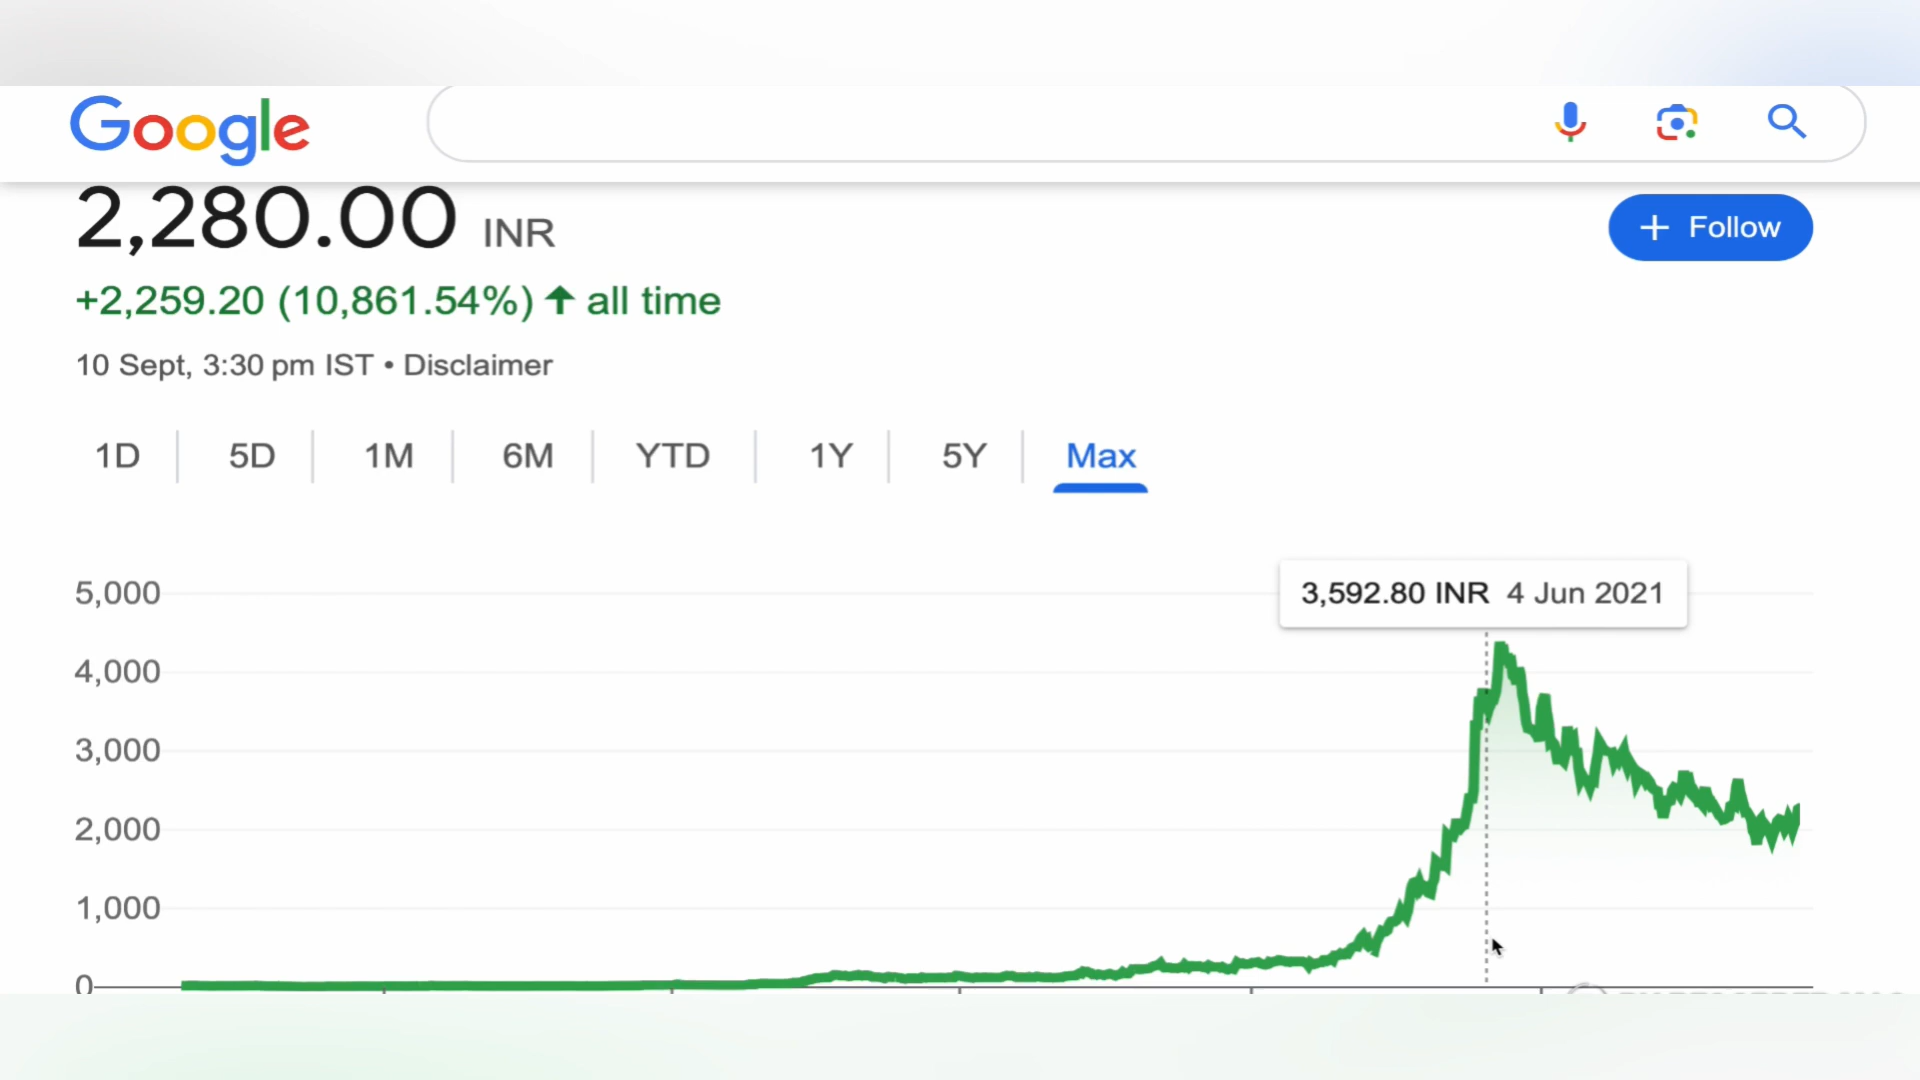 Google
2,280.00 INR
+ Follow
+2,259.20 (10,861.54%) ↑ all time
10 Sept, 3:30 pm IST • Disclaimer
1D 5D 1M 6M YTD 1Y 5Y Max
3,592.80 INR 4 Jun 2021
5,000
4,000
3,000
2,000
1,000
0